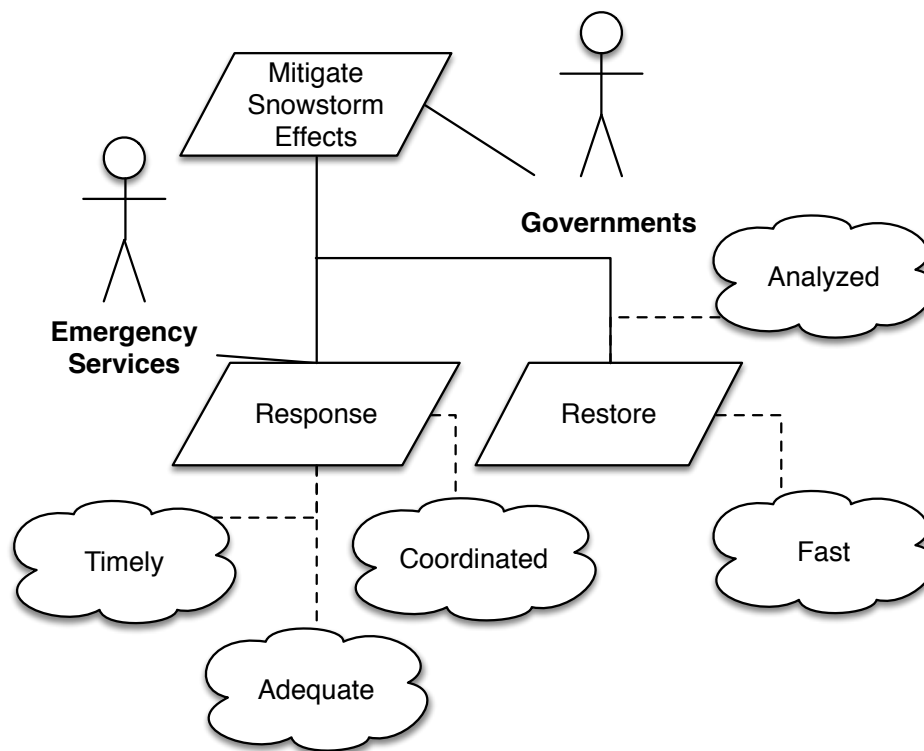 Mitigate
Snowstorm
Effects
Governments
Analyzed
Emergency
Services
Response
Restore
Timely
Coordinated
Fast
Adequate